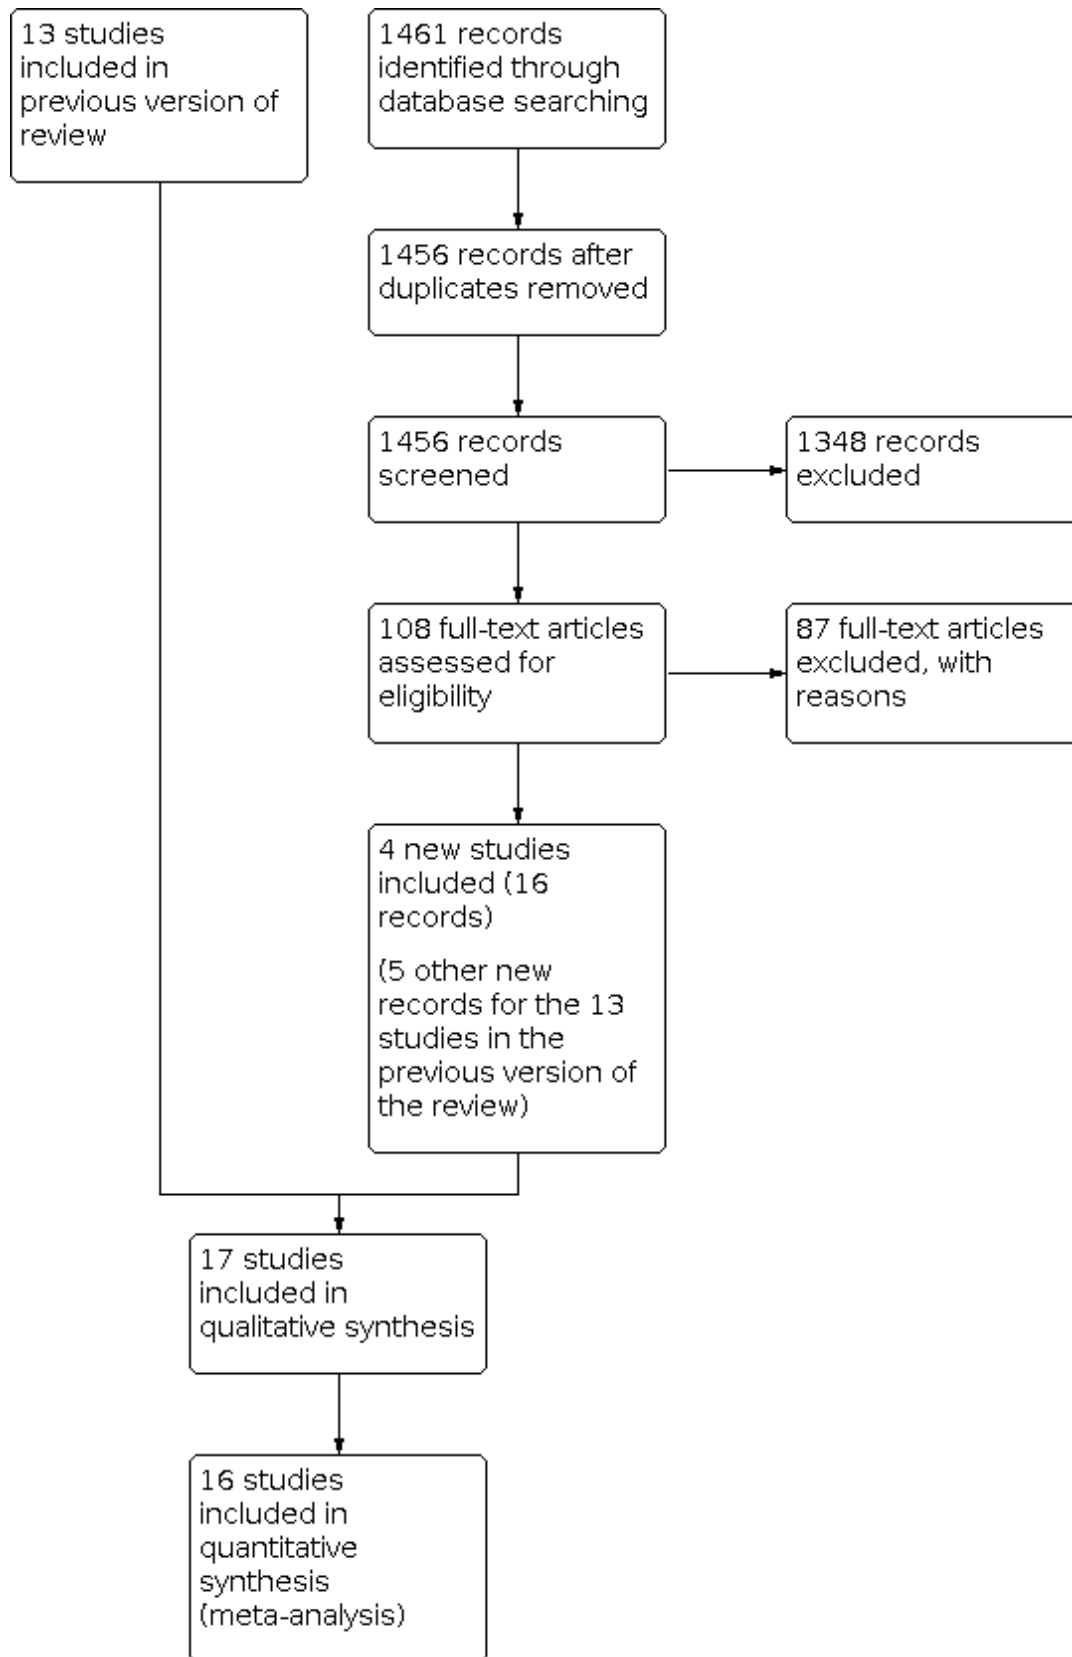 13 studies
included in
previous version of
review
1461 records
identified through
database searching
1456 records after
duplicates removed
1456 records
screened
1348 records
excluded
108 full-text articles
assessed for
eligibility
87 full-text articles
excluded, with
reasons
4 new studies
included (16
records)
(5 other new
records for the 13
studies in the
previous version of
the review)
17 studies
included in
qualitative synthesis
16 studies
included in
quantitative
synthesis
(meta-analysis)